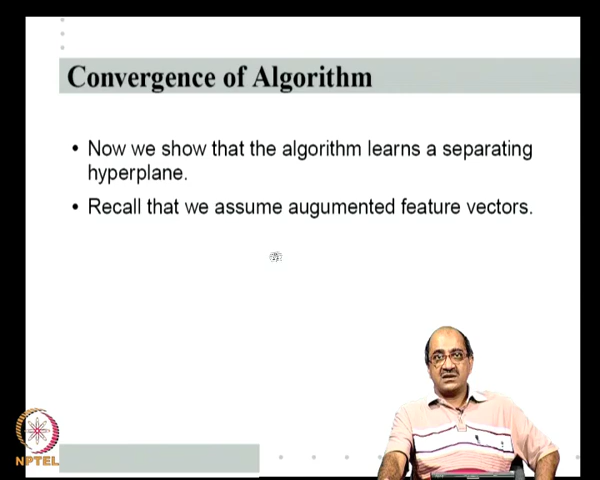 Convergence of Algorithm
• Now we show that the algorithm learns a separating
hyperplane.
• Recall that we assume augumented feature vectors.
NPTEL